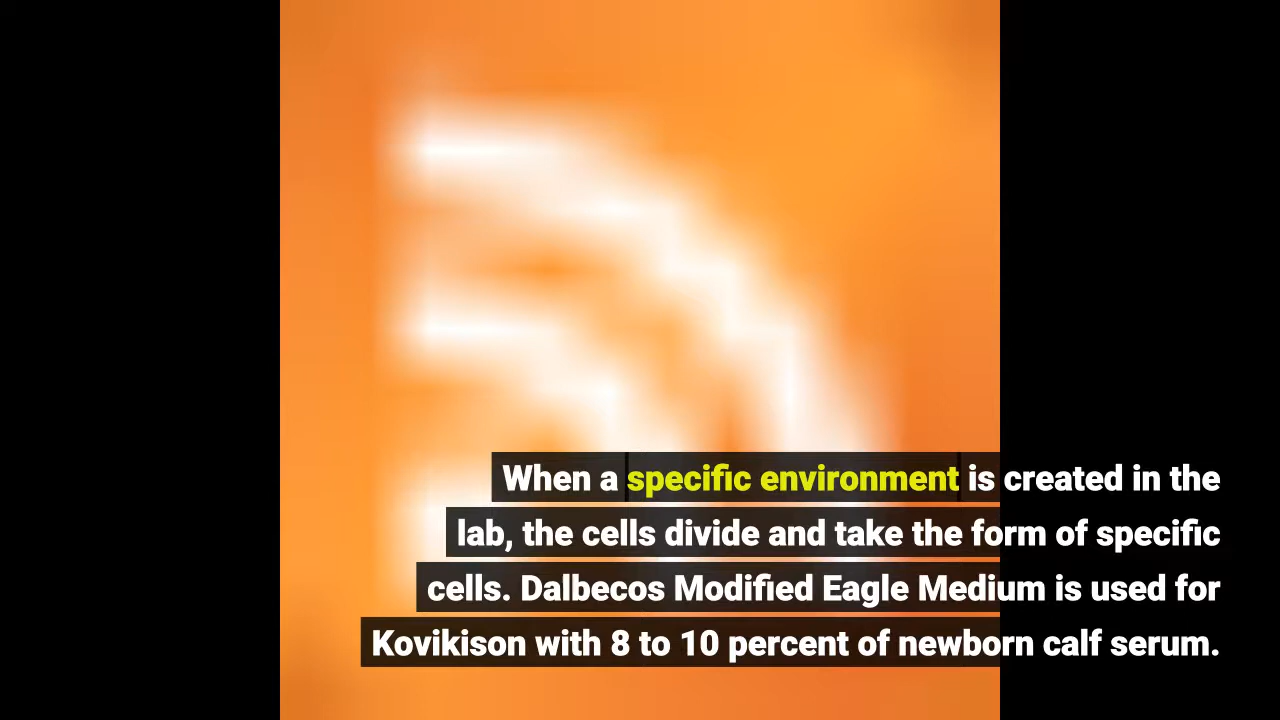 When a specific environment is created in the
lab, the cells divide and take the form of specific
cells. Dalbecos Modified Eagle Medium is used for
Kovikison with 8 to 10 percent of newborn calf serum.